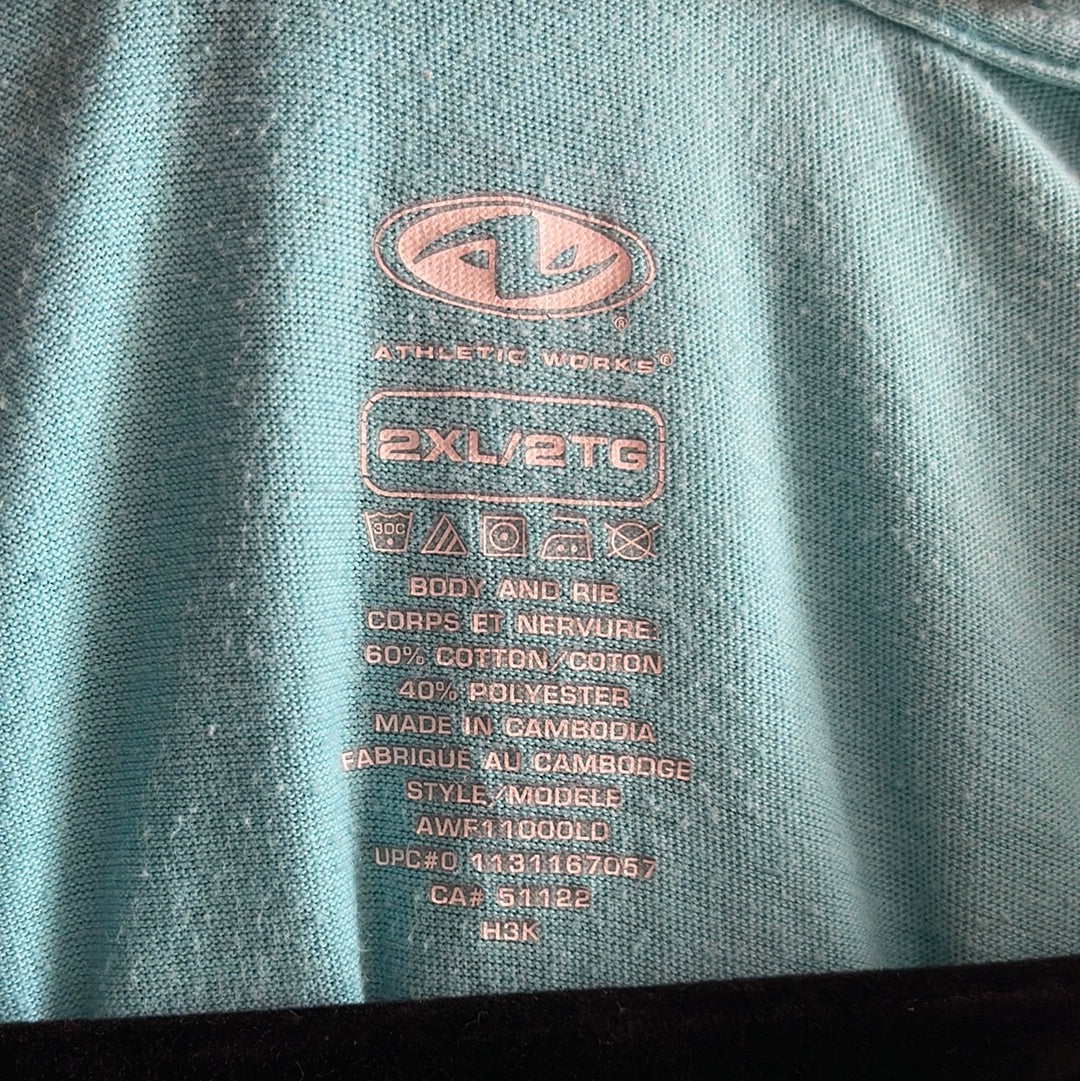 ®
ATHLETIC WORKS®
2XL/2TG
30C
BODY AND RIB
CORPS ET NERVURE:
60% COTTON/COTON
40% POLYESTER
MADE IN CAMBODIA
FABRIQUE AU CAMBODGE
STYLE/MODELE
AWF11000LD
UPC#0 1131167057
CA# 51122
H3K